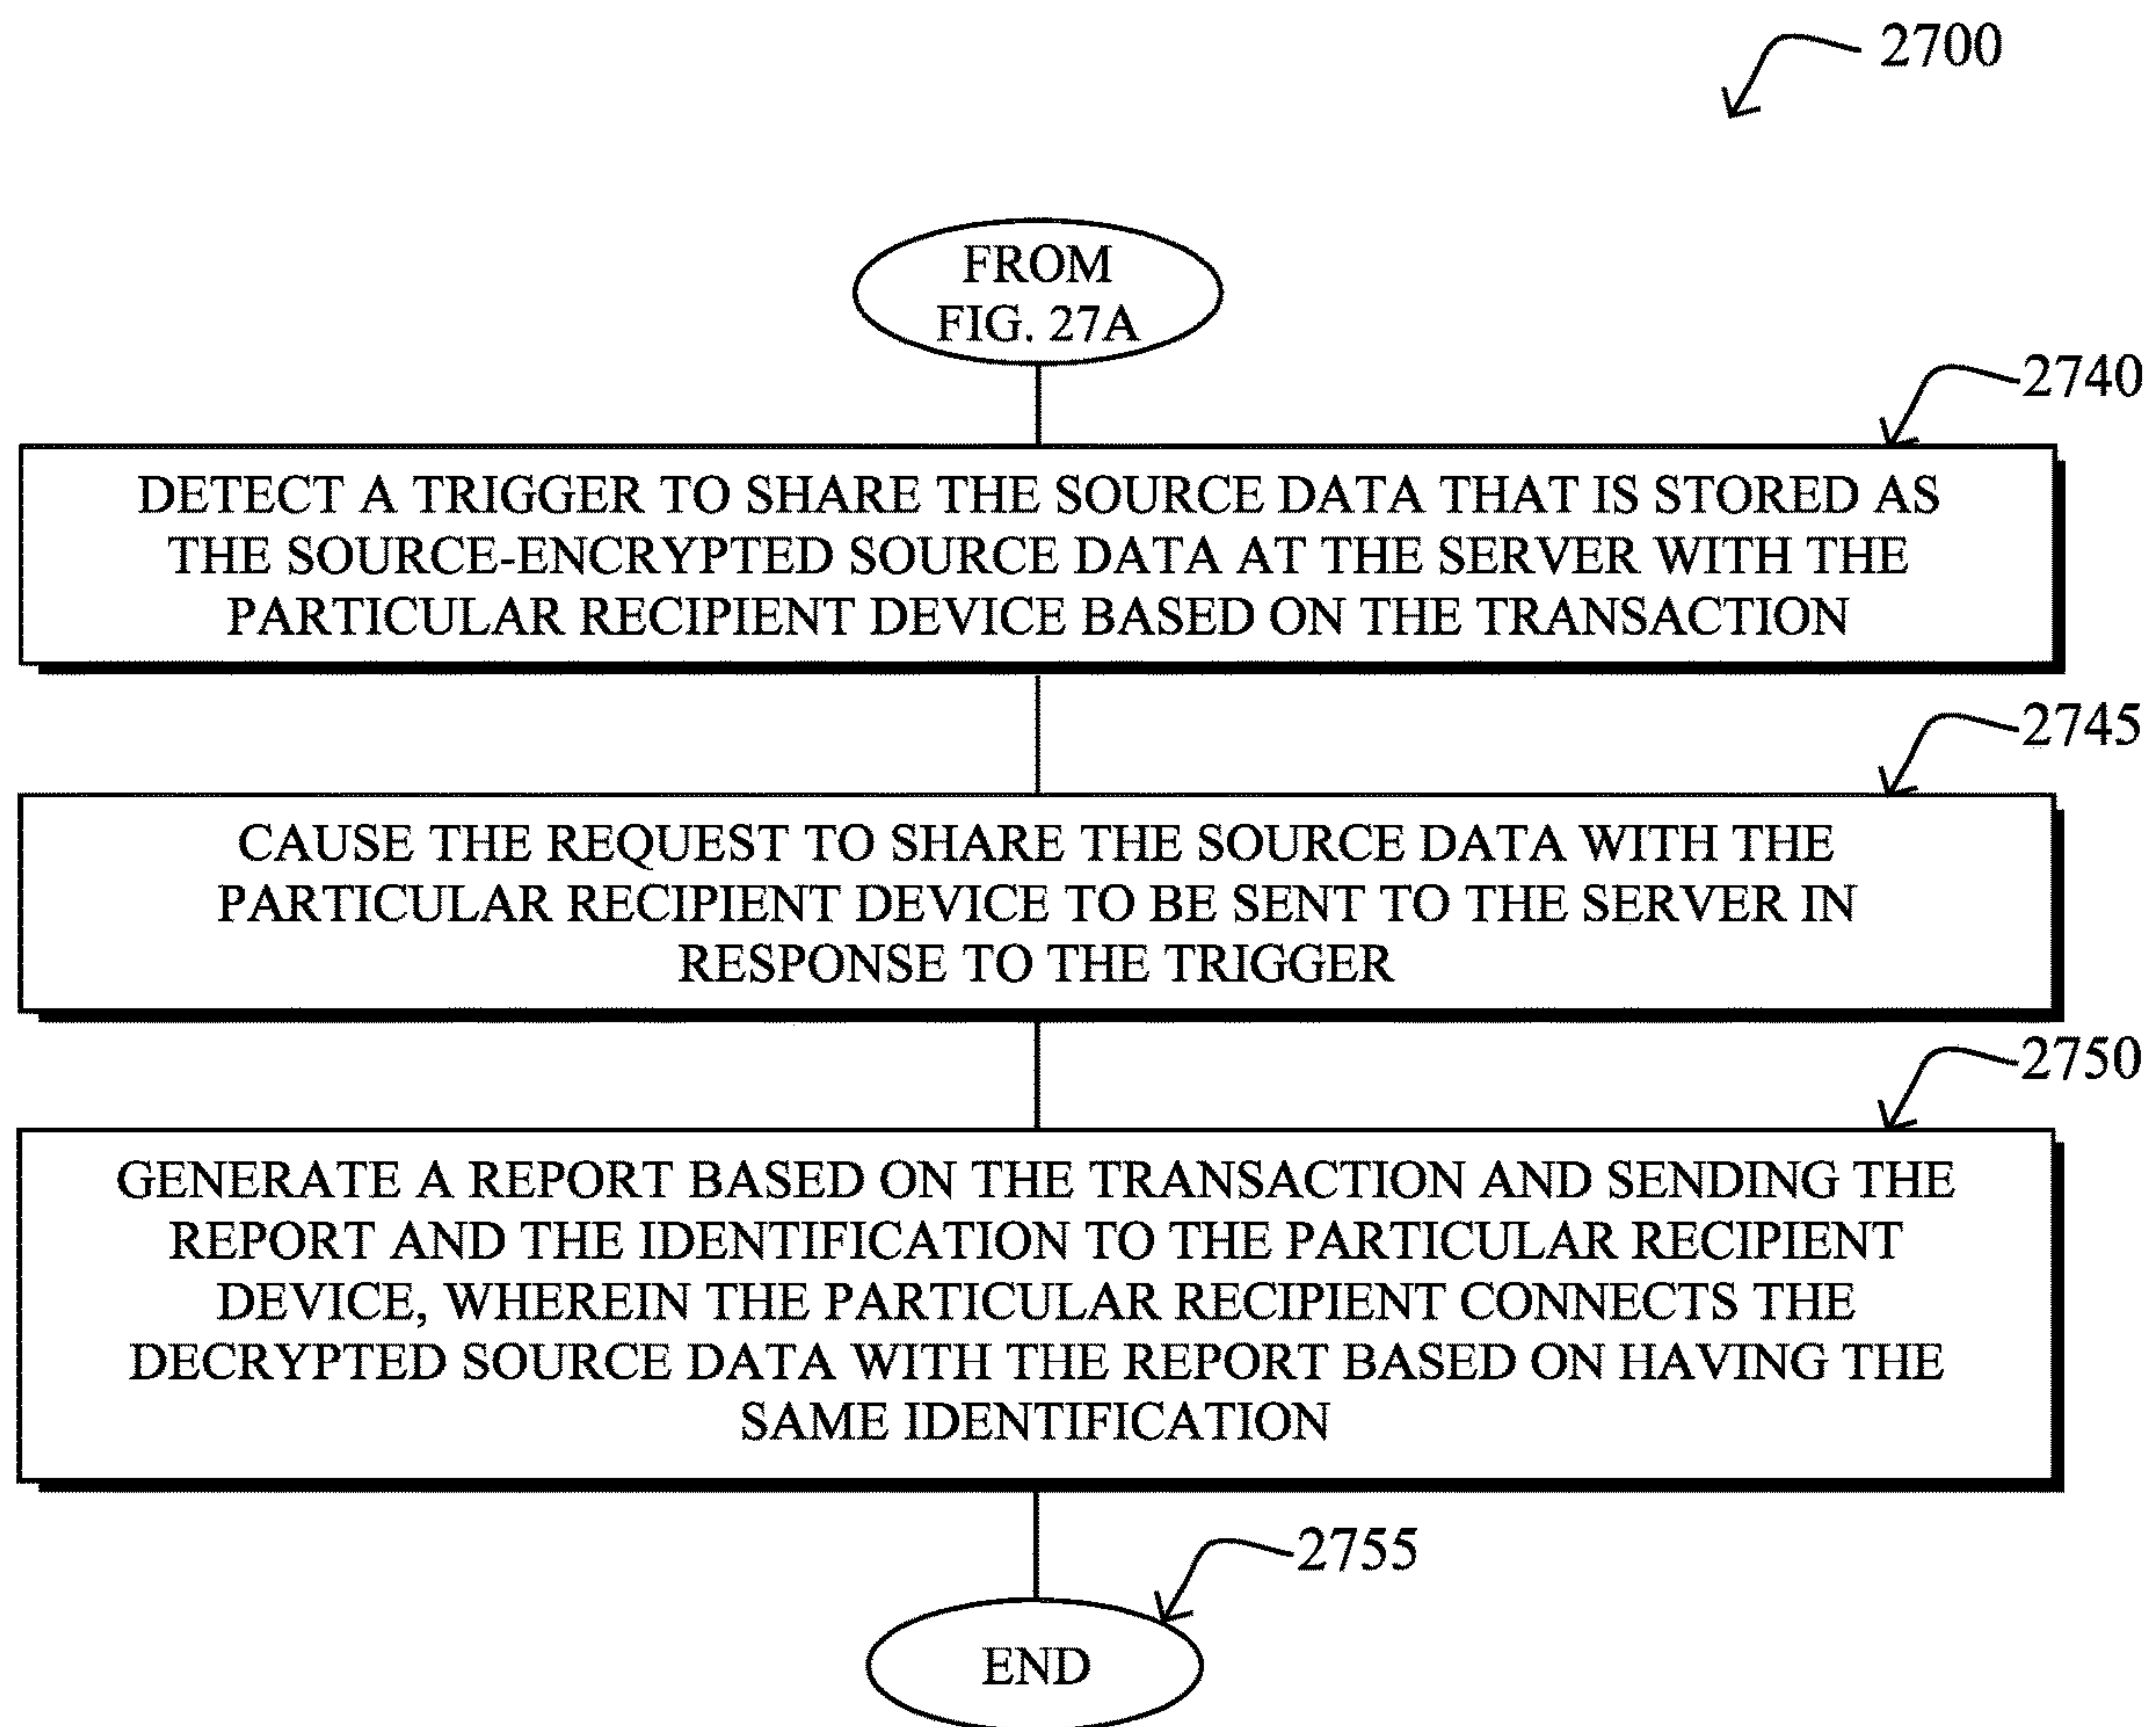 2700
FROM
FIG. 27A
2740
DETECT A TRIGGER TO SHARE THE SOURCE DATA THAT IS STORED AS
THE SOURCE-ENCRYPTED SOURCE DATA AT THE SERVER WITH THE
PARTICULAR RECIPIENT DEVICE BASED ON THE TRANSACTION
2745
CAUSE THE REQUEST TO SHARE THE SOURCE DATA WITH THE
PARTICULAR RECIPIENT DEVICE TO BE SENT TO THE SERVER IN
RESPONSE TO THE TRIGGER
2750
GENERATE A REPORT BASED ON THE TRANSACTION AND SENDING THE
REPORT AND THE IDENTIFICATION TO THE PARTICULAR RECIPIENT
DEVICE, WHEREIN THE PARTICULAR RECIPIENT CONNECTS THE
DECRYPTED SOURCE DATA WITH THE REPORT BASED ON HAVING THE
SAME IDENTIFICATION
2755
END